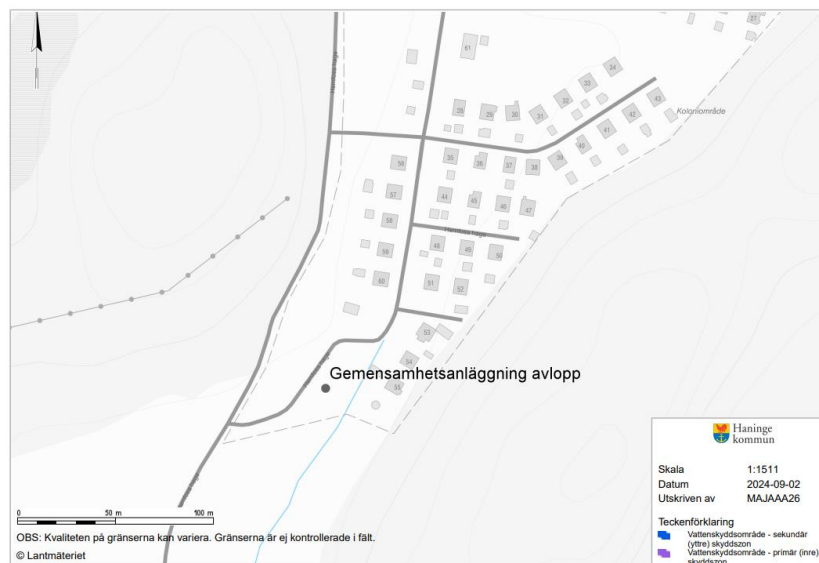 27
61
34
33
32
43
28
29
30
31
42
41
40
Koloniområde
56
35
36
37
38
39
57
44
45
46
47
58
48
49
50
59
60
51
52
53
54
Gemensamhetsanläggning avlopp
55
0 50 m 100 m
OBS: Kvaliteten på gränserna kan variera. Gränserna är ej kontrollerade i fält.
© Lantmäteriet
Haninge
kommun
Skala 1:1511
Datum 2024-09-02
Utskriven av MAJAAA26
Teckenförklaring
Vattenskyddsområde - sekundär
(yttre) skyddszon
Vattenskyddsområde - primär (inre)
skyddszon